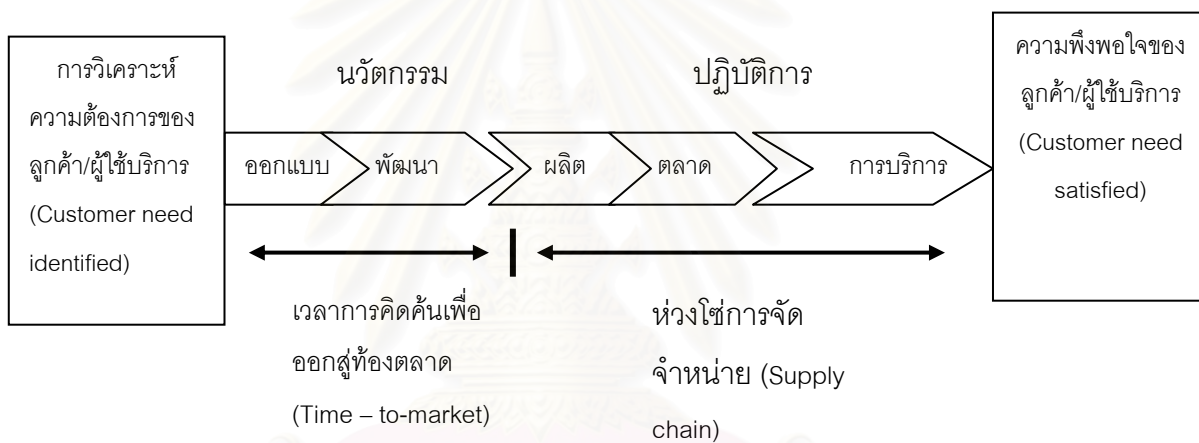 การวิเคราะห์
ความต้องการของ
ลูกค้า/ผู้ใช้บริการ
(Customer need
identified)
นวัตกรรม
ปฏิบัติการ
ออกแบบ
พัฒนา
ผลิต
ตลาด
การบริการ
ความพึงพอใจของ
ลูกค้า/ผู้ใช้บริการ
(Customer need
satisfied)
เวลาการคิดค้นเพื่อ
ออกสู่ท้องตลาด
(Time – to-market)
ห่วงโซ่การจัด
จำหน่าย (Supply
chain)